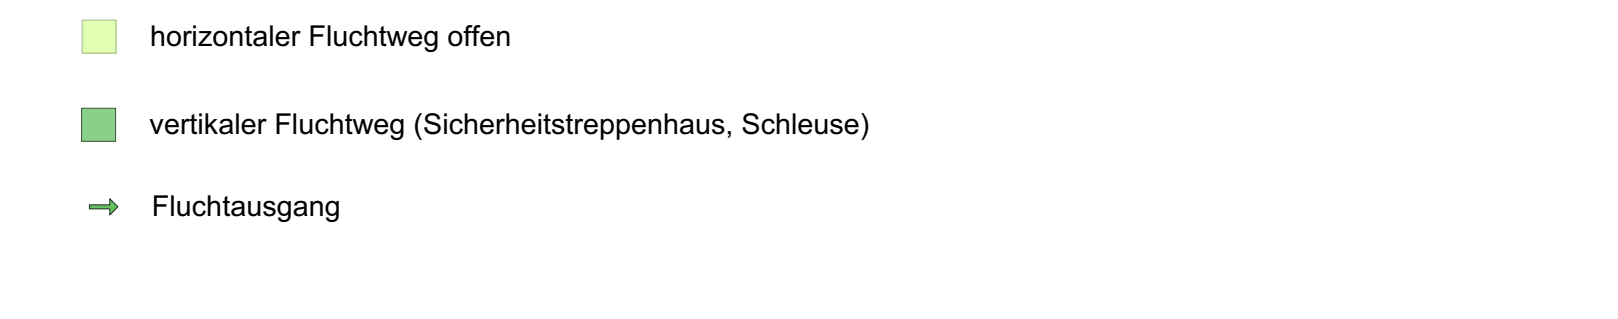 horizontaler Fluchtweg offen
vertikaler Fluchtweg (Sicherheitstreppenhaus, Schleuse)
Fluchtausgang